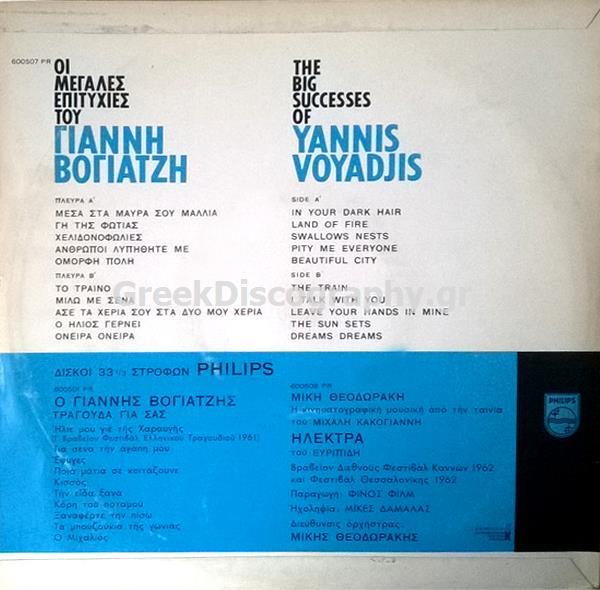 600507 PR
ΟΙ
ΜΕΓΑΛΕΣ
ΕΠΙΤΥΧΙΕΣ
ΤΟΥ
ΓΙΑΝΝΗ
ΒΟΓΙΑΤΖΗ
ΠΛΕΥΡΑ Α'
ΜΕΣΑ ΣΤΑ ΜΑΥΡΑ ΣΟΥ ΜΑΛΛΙΑ
ΓΗ ΤΗΣ ΦΩΤΙΑΣ
ΧΕΛΙΔΟΝΟΦΩΛΙΕΣ
ΑΝΘΡΩΠΟΙ ΛΥΠΗΘΗΤΕ ΜΕ
ΟΜΟΡΦΗ ΠΟΛΗ
ΠΛΕΥΡΑ Β'
ΤΟ ΤΡΑΙΝΟ
ΜΙΛΩ ΜΕ ΣΕΝΑ
ΑΣΕ ΤΑ ΧΕΡΙΑ ΣΟΥ ΣΤΑ ΔΥΟ ΜΟΥ ΧΕΡΙΑ
Ο ΗΛΙΟΣ ΓΕΡΝΕΙ
ΟΝΕΙΡΑ ΟΝΕΙΡΑ
THE
BIG
SUCCESSES
OF
YANNIS
VOYADJIS
SIDE A'
IN YOUR DARK HAIR
LAND OF FIRE
SWALLOWS NESTS
PITY ME EVERYONE
BEAUTIFUL CITY
SIDE B'
THE TRAIN
I TALK WITH YOU
LEAVE YOUR HANDS IN MINE
THE SUN SETS
DREAMS DREAMS
GreekDiscography.gr
ΔΙΣΚΟΙ 33 1/3 ΣΤΡΟΦΩΝ PHILIPS
600501 PR
Ο ΓΙΑΝΝΗΣ ΒΟΓΙΑΤΖΗΣ
ΤΡΑΓΟΥΔΑ ΓΙΑ ΣΑΣ
Ήλιε μου γιέ τής Χαραυγής
(Γ' Βραβείον Φεστιβάλ Ελληνικού Τραγουδιού 1961)
Για σένα την αγάπη μου
Έφυγες
Ποιά μάτια σε κοιτάζουνε
Κισσός
Τήν είδα ξανά
Κόρη του ποταμού
Ξαναφέρτε την πίσω
Τα μπουζούκια τής γωνιάς
Ο Μιχαλιός
600508 PR
ΜΙΚΗ ΘΕΟΔΩΡΑΚΗ
Η κινηματογραφική μουσική από την ταινία
του ΜΙΧΑΛΗ ΚΑΚΟΓΙΑΝΝΗ
ΗΛΕΚΤΡΑ
του ΕΥΡΙΠΙΔΗ
Βραβείον Διεθνούς Φεστιβάλ Καννών 1962
και Φεστιβάλ Θεσσαλονίκης 1962
Παραγωγή: ΦΙΝΟΣ ΦΙΛΜ
Ηχοληψία: ΜΙΚΕΣ ΔΑΜΑΛΑΣ
Διεύθυνσις ορχήστρας:
ΜΙΚΗΣ ΘΕΟΔΩΡΑΚΗΣ
PHILIPS